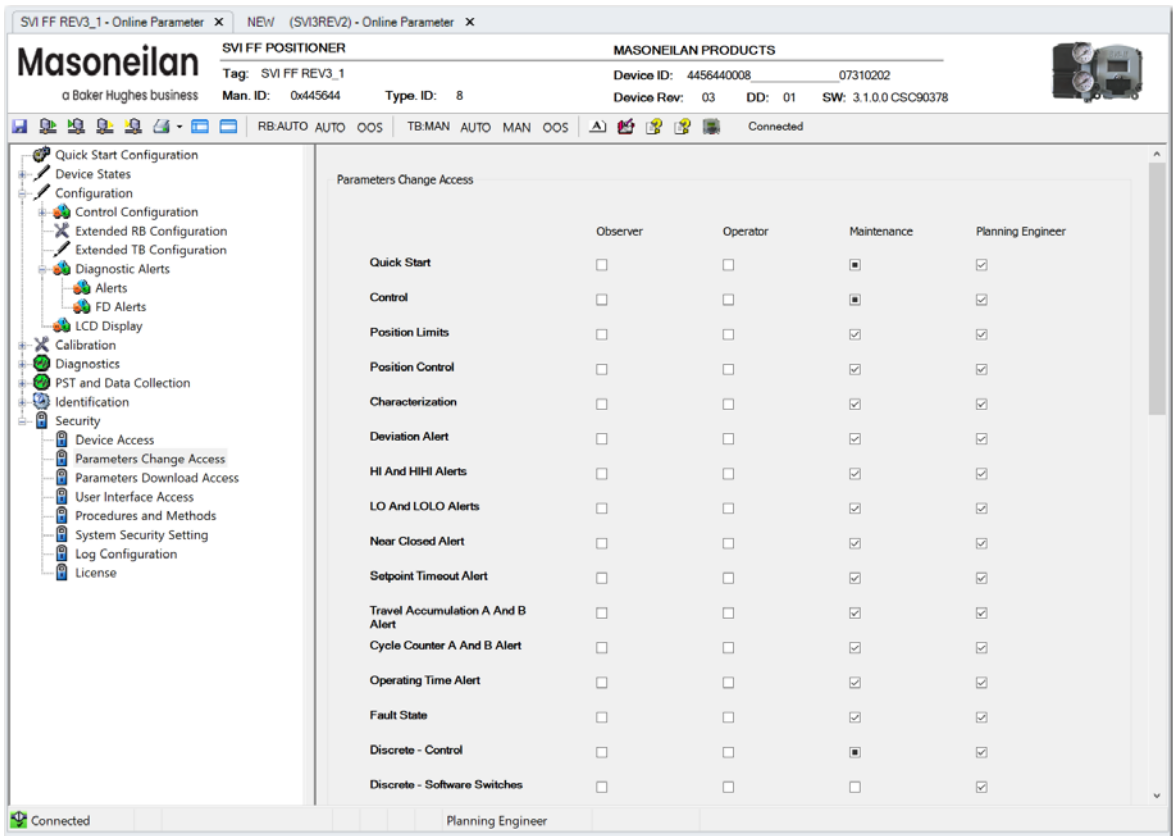 SVI FF REV3_1 - Online Parameter X NEW (SVI3REV2) - Online Parameter X
Masoneilan
a Baker Hughes business
SVI FF POSITIONER
Tag: SVI FF REV3_1
Man. ID: 0x445644 Type. ID: 8
MASONEILAN PRODUCTS
Device ID: 4456440008____________07310202
Device Rev: 03 DD: 01 SW: 3.1.0.0 CSC90378
RB:AUTO AUTO OOS TB:MAN AUTO MAN OOS A Connected
Quick Start Configuration
Device States
Configuration
Control Configuration
Extended RB Configuration
Extended TB Configuration
Diagnostic Alerts
Alerts
FD Alerts
LCD Display
Calibration
Diagnostics
PST and Data Collection
Identification
Security
Device Access
Parameters Change Access
Parameters Download Access
User Interface Access
Procedures and Methods
System Security Setting
Log Configuration
License
Parameters Change Access
Observer Operator Maintenance Planning Engineer
Quick Start
Control
Position Limits
Position Control
Characterization
Deviation Alert
HI And HIHI Alerts
LO And LOLO Alerts
Near Closed Alert
Setpoint Timeout Alert
Travel Accumulation A And B
Alert
Cycle Counter A And B Alert
Operating Time Alert
Fault State
Discrete - Control
Discrete - Software Switches
Connected Planning Engineer